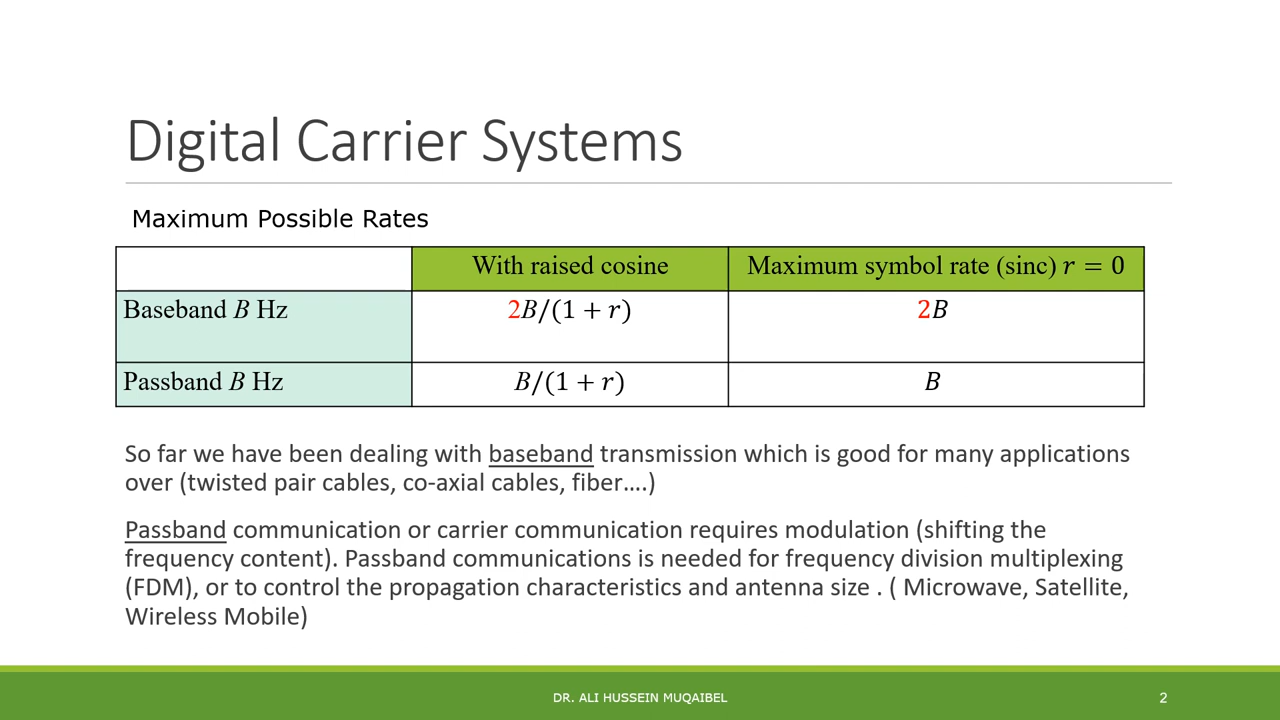 Digital Carrier Systems
Maximum Possible Rates
With raised cosine
Maximum symbol rate (sinc) r = 0
Baseband B Hz
2B/(1 + r)
2B
Passband B Hz
B/(1 + r)
B
So far we have been dealing with baseband transmission which is good for many applications
over (twisted pair cables, co-axial cables, fiber….)
Passband communication or carrier communication requires modulation (shifting the
frequency content). Passband communications is needed for frequency division multiplexing
(FDM), or to control the propagation characteristics and antenna size . ( Microwave, Satellite,
Wireless Mobile)
DR. ALI HUSSEIN MUQAIBEL
2